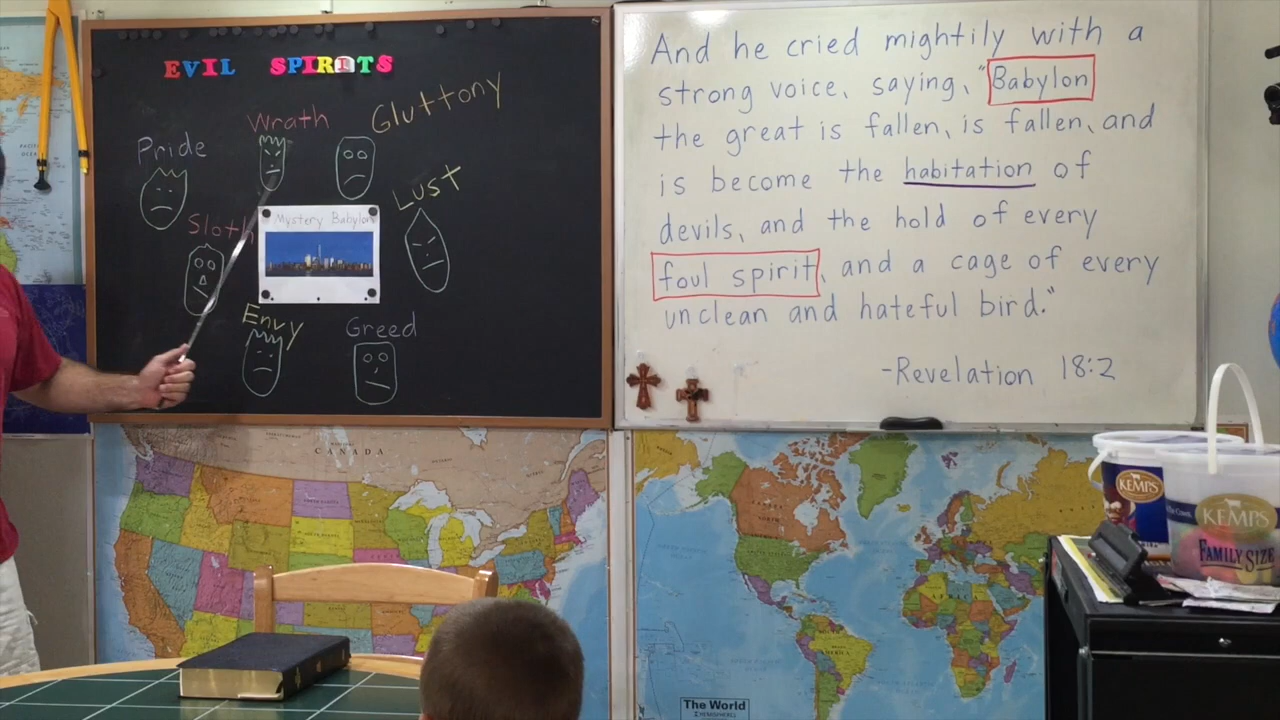 EVIL SPIRITS
Wrath
Gluttony
Pride
Lust
Sloth
Mystery Babylon
Envy
Greed
And he cried mightily with a
strong voice, saying, "Babylon
the great is fallen, is fallen, and
is become the habitation of
devils, and the hold of every
foul spirit, and a cage of every
unclean and hateful bird."
-Revelation 18:2
CANADA
AFRICA
The World
KEMPS
KEMPS
FAMILY SIZE